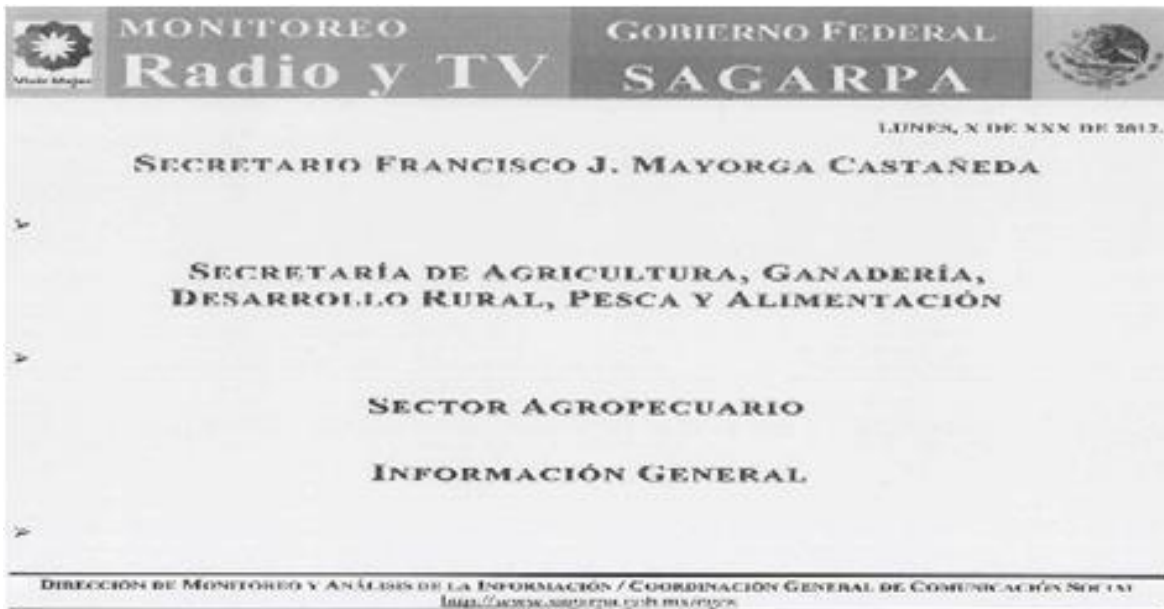 MONITOREO
Radio y TV
GOBIERNO FEDERAL
SAGARPA
Vivir Mejor
LUNES, X DE XXX DE 2012.
SECRETARIO FRANCISCO J. MAYORGA CASTAÑEDA
SECRETARÍA DE AGRICULTURA, GANADERÍA,
DESARROLLO RURAL, PESCA Y ALIMENTACIÓN
SECTOR AGROPECUARIO
INFORMACIÓN GENERAL
DIRECCIÓN DE MONITOREO Y ANÁLISIS DE LA INFORMACIÓN / COORDINACIÓN GENERAL DE COMUNICACIÓN SOCIAL